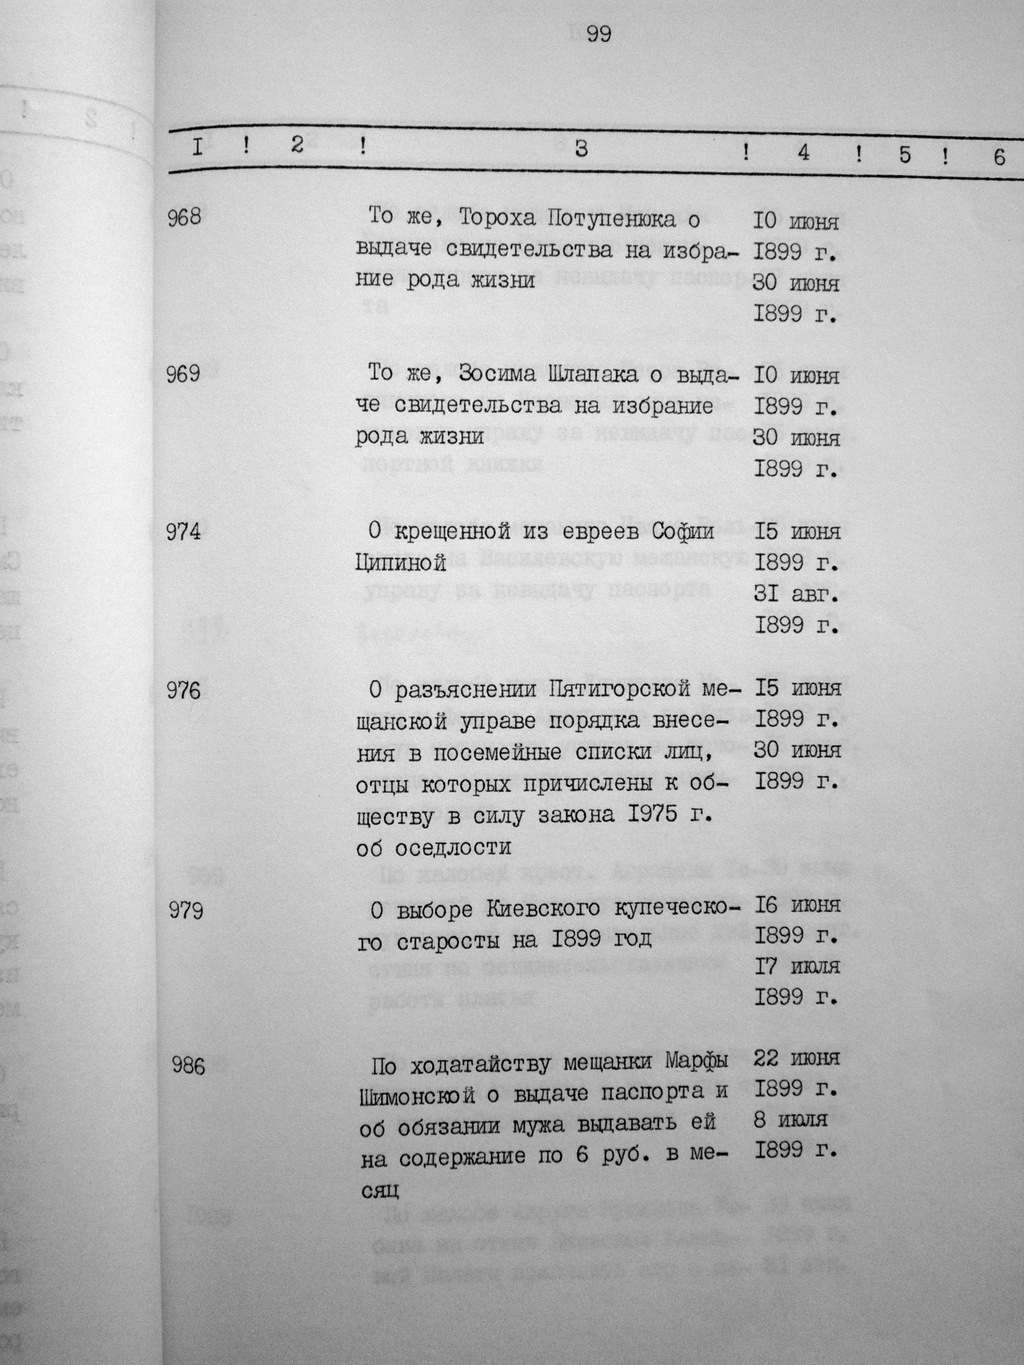 99
I ! 2 ! 3 ! 4 ! 5 ! 6
968 То же, Тороха Потупенюка о 10 июня
выдаче свидетельства на избра- 1899 г.
ние рода жизни 30 июня
1899 г.
969 То же, Зосима Шлапака о выда- 10 июня
че свидетельства на избрание 1899 г.
рода жизни 30 июня
1899 г.
974 О крещенной из евреев Софии 15 июня
Ципиной 1899 г.
31 авг.
1899 г.
976 О разъяснении Пятигорской ме- 15 июня
щанской управе порядка внесе- 1899 г.
ния в посемейные списки лиц, 30 июня
отцы которых причислены к об- 1899 г.
ществу в силу закона 1975 г.
об оседлости
979 О выборе Киевского купеческо- 16 июня
го старосты на 1899 год 1899 г.
17 июля
1899 г.
986 По ходатайству мещанки Марфы 22 июня
Шимонской о выдаче паспорта и 1899 г.
об обязании мужа выдавать ей 8 июля
на содержание по 6 руб. в ме- 1899 г.
сяц